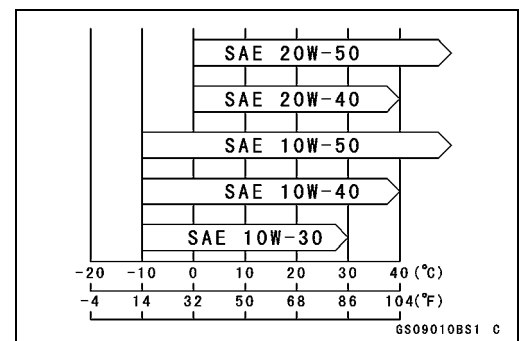 SAE 20W-50
SAE 20W-40
SAE 10W-50
SAE 10W-40
SAE 10W-30
-20 -10 0 10 20 30 40 (°C)
-4 14 32 50 68 86 104(°F)
GS09010BS1 C